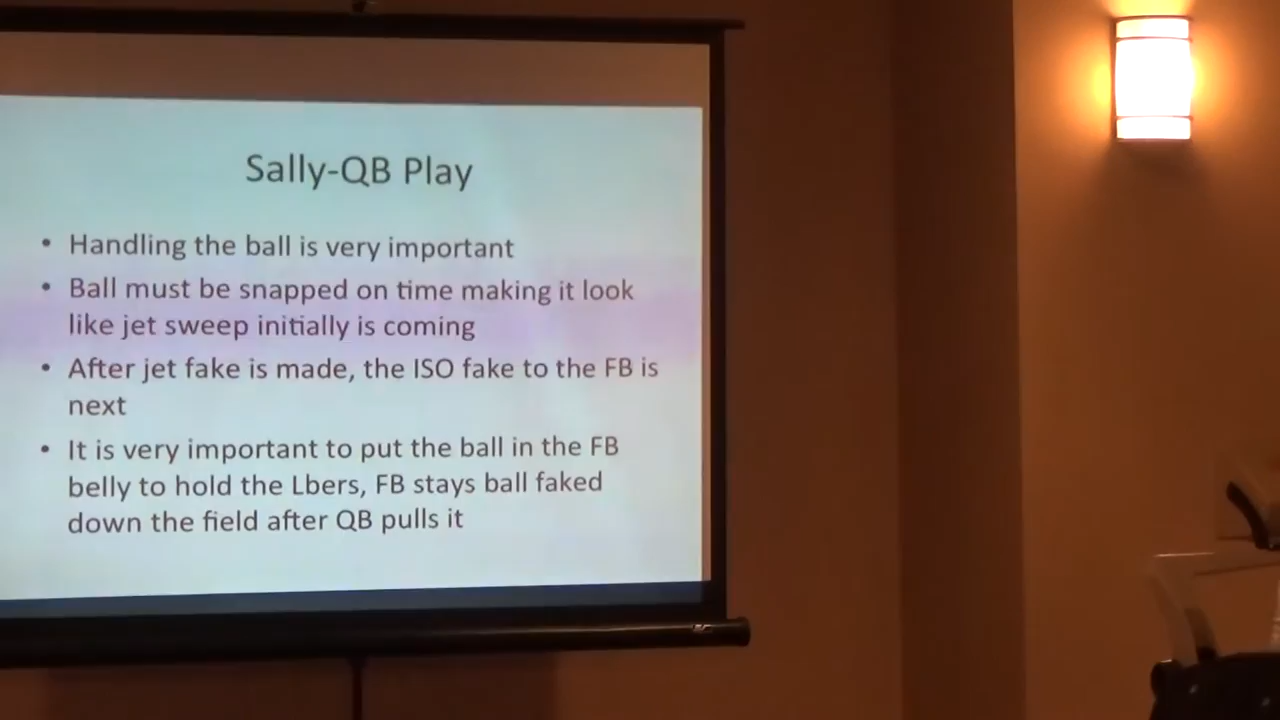 Sally-QB Play
• Handling the ball is very important
• Ball must be snapped on time making it look
like jet sweep initially is coming
• After jet fake is made, the ISO fake to the FB is
next
• It is very important to put the ball in the FB
belly to hold the Lbers, FB stays ball faked
down the field after QB pulls it